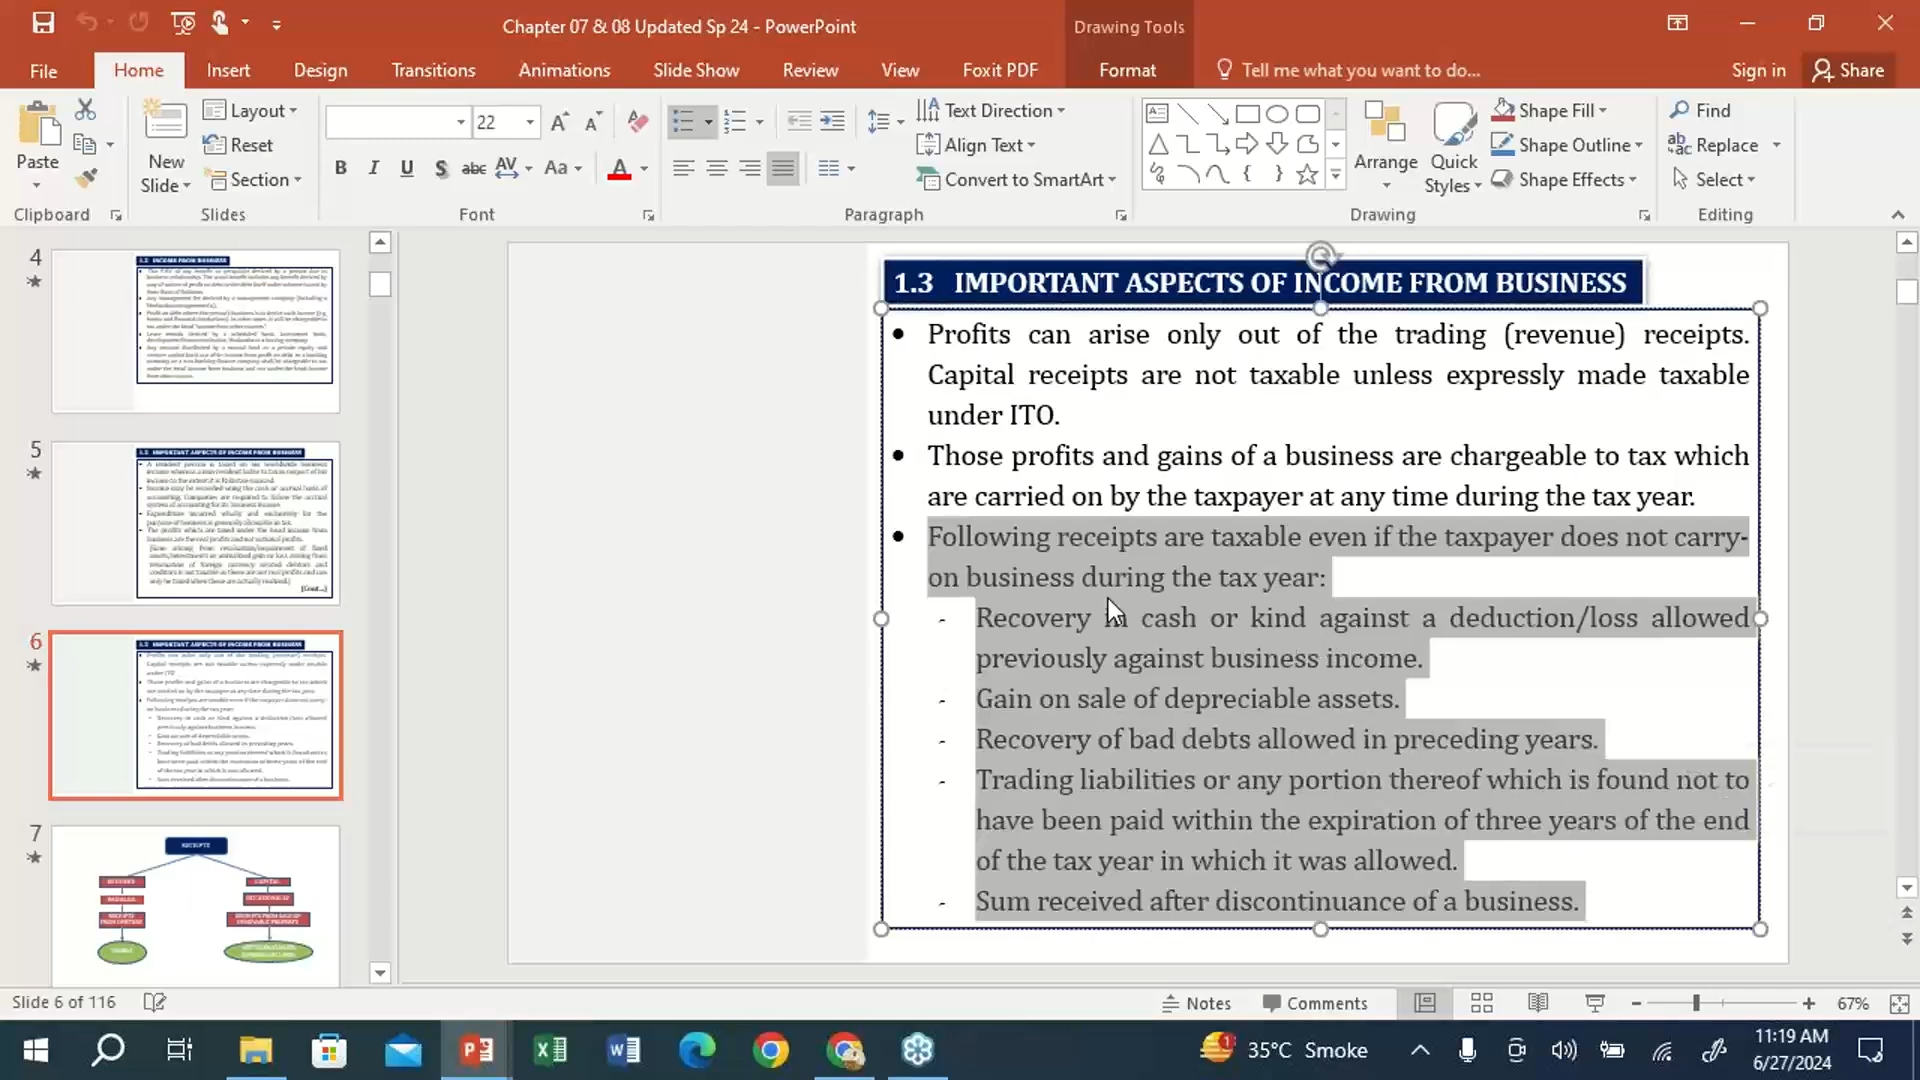 Chapter 07 & 08 Updated Sp 24 - PowerPoint
Drawing Tools
File
Home
Insert
Design
Transitions
Animations
Slide Show
Review
View
Foxit PDF
Format
Tell me what you want to do...
Sign in
Share
Paste
New
Slide
Layout
Reset
Section
22
Text Direction
Align Text
Convert to SmartArt
Arrange
Quick
Styles
Shape Fill
Shape Outline
Shape Effects
Find
Replace
Select
Clipboard
Slides
Font
Paragraph
Drawing
Editing
4
5
6
7
RECEIPTS
1.3 IMPORTANT ASPECTS OF INCOME FROM BUSINESS
• Profits can arise only out of the trading (revenue) receipts.
Capital receipts are not taxable unless expressly made taxable
under ITO.
• Those profits and gains of a business are chargeable to tax which
are carried on by the taxpayer at any time during the tax year.
• Following receipts are taxable even if the taxpayer does not carry-
on business during the tax year:
- Recovery in cash or kind against a deduction/loss allowed
previously against business income.
- Gain on sale of depreciable assets.
- Recovery of bad debts allowed in preceding years.
- Trading liabilities or any portion thereof which is found not to
have been paid within the expiration of three years of the end
of the tax year in which it was allowed.
- Sum received after discontinuance of a business.
Slide 6 of 116
Notes
Comments
67%
35°C Smoke
11:19 AM
6/27/2024